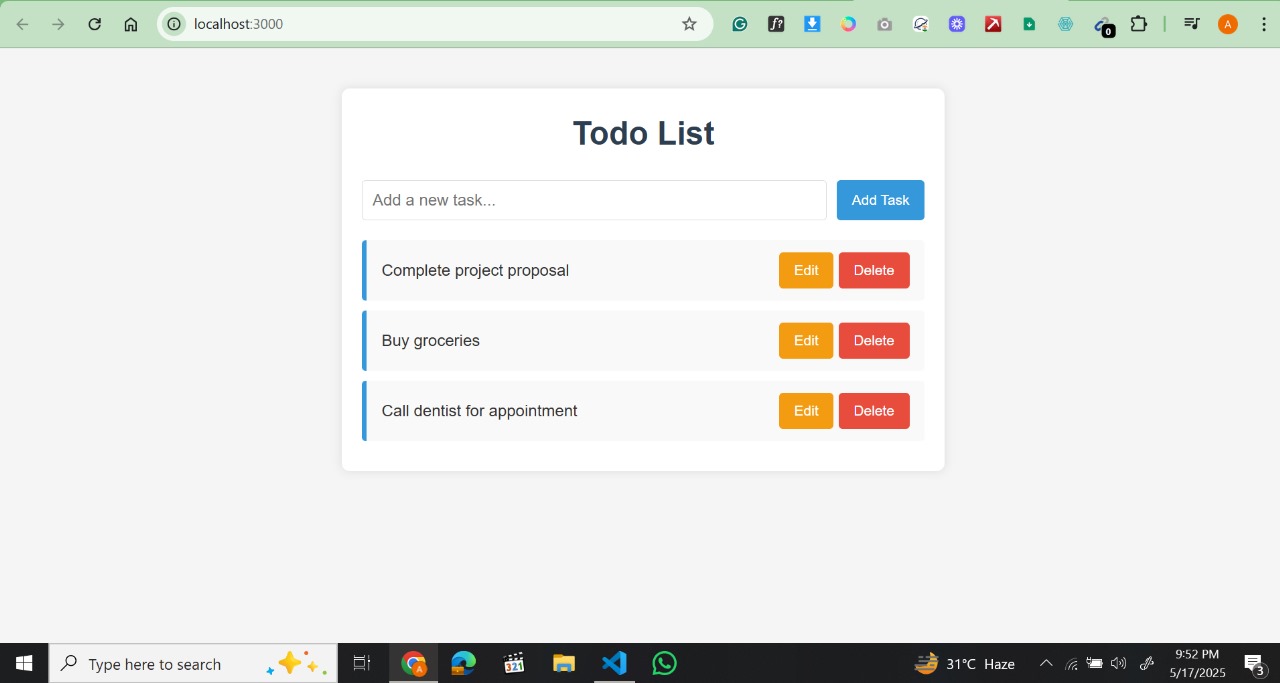 localhost:3000
f?
0
A
Todo List
Add a new task...
Add Task
Complete project proposal
Edit
Delete
Buy groceries
Edit
Delete
Call dentist for appointment
Edit
Delete
Type here to search
A
321
31°C Haze
9:52 PM
5/17/2025
3